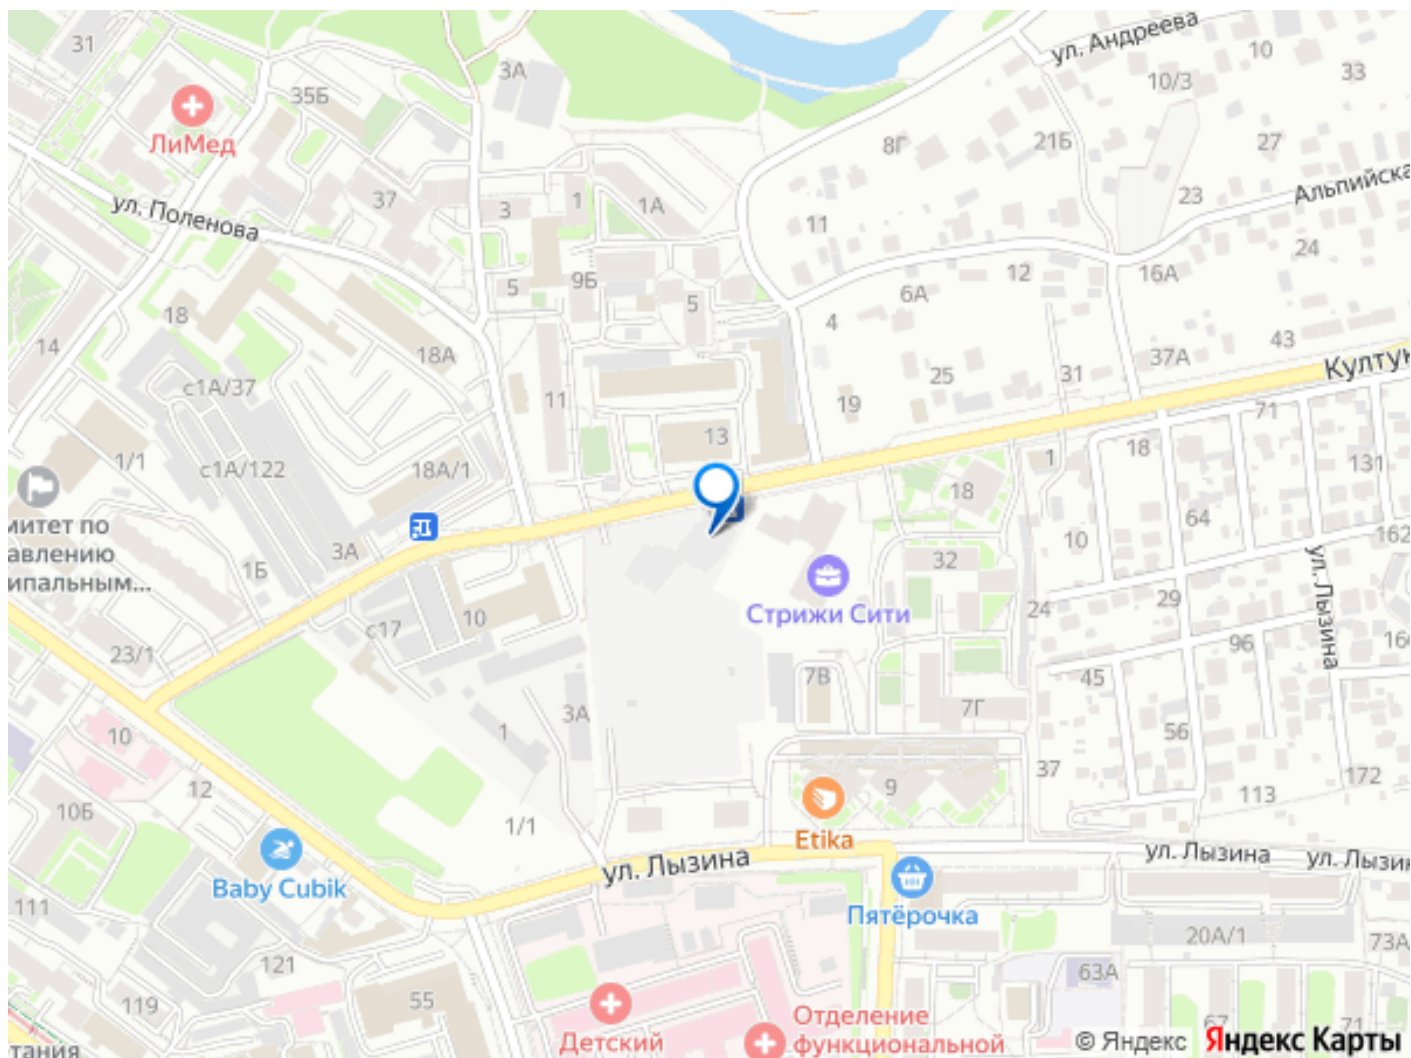 31
3А
ул. Андреева
10
33
10/3
35Б
ЛиМед
8Г
21Б
27
37
3
1
1А
23
Альпийска
ул. Поленова
11
24
12
16А
5
9Б
6А
18
5
4
14
18А
43
37А
Култук
с1А/37
25
31
11
19
71
13
18
1/1
с1А/122
18А/1
1
131
18
64
митет по
авлению
ипальным...
3А
1Б
32
10
162
Стрижи Сити
ул. Лызина
24
29
с17
10
23/1
96
16
7В
45
3А
7Г
10
1
56
37
172
12
9
113
10Б
1/1
Etika
ул. Лызина
ул. Лызина
ул. Лызин
Baby Cubik
Пятёрочка
111
20А/1
73А
121
63А
119
55
Детский
Отделение
функциональной
67
71
тания
© Яндекс Яндекс Карты